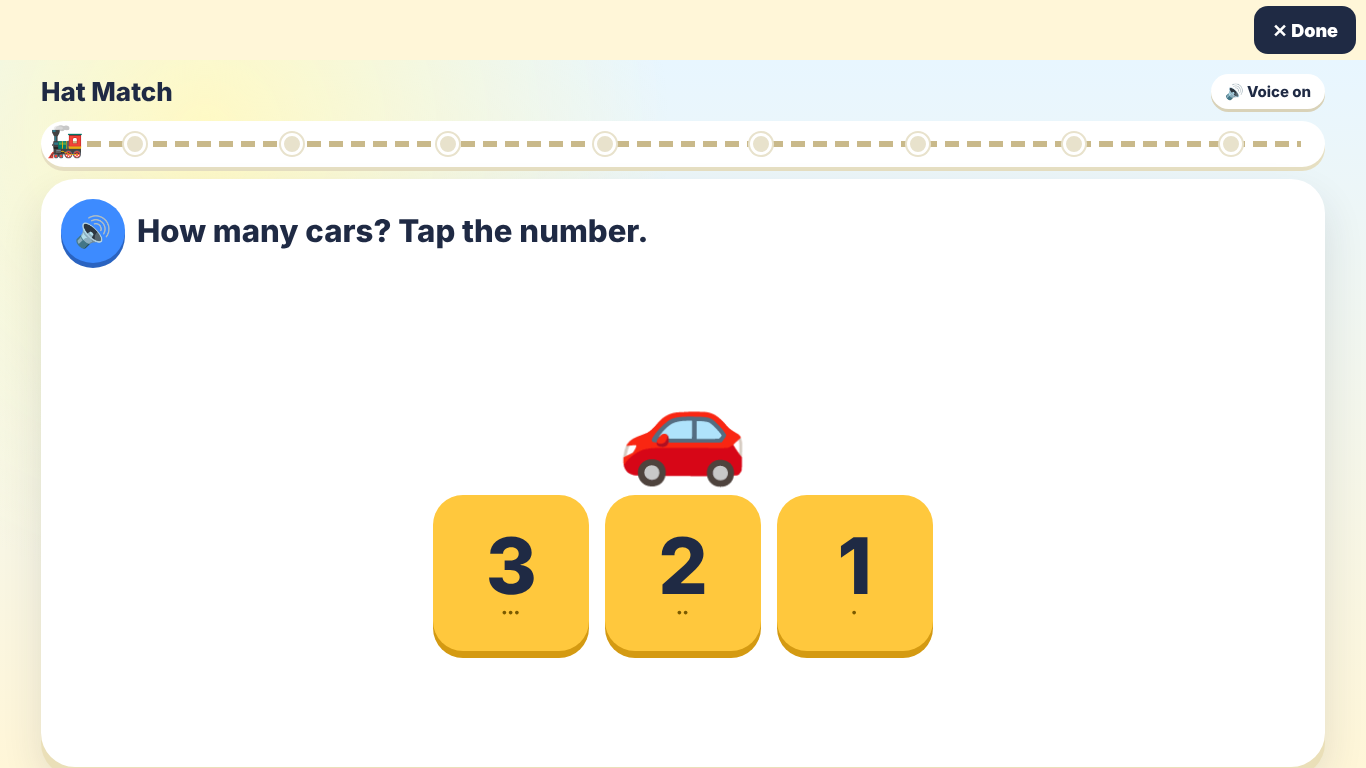 ✕ Done
Hat Match
Voice on
How many cars? Tap the number.
3 2 1